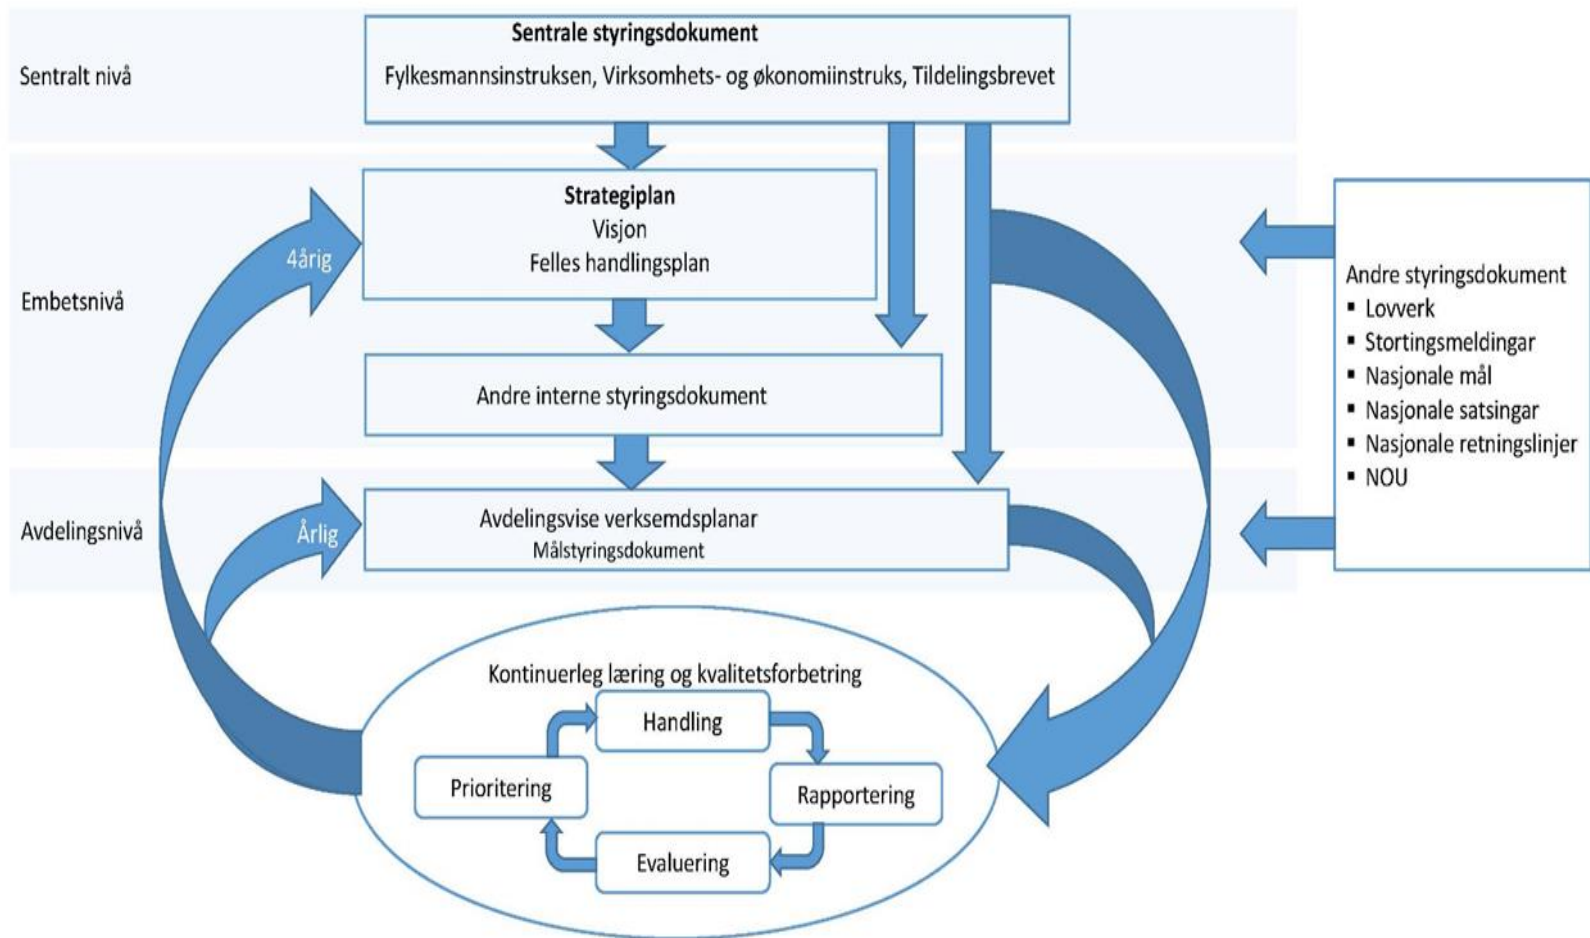 Sentralt nivå
Sentrale styringsdokument
Fylkesmannsinstruksen, Virksomhets- og økonomiinstruks, Tildelingsbrevet
Embetsnivå
4årig
Strategiplan
Visjon
Felles handlingsplan
Andre interne styringsdokument
Avdelingsnivå
Årlig
Avdelingsvise verksemdsplanar
Målstyringsdokument
Andre styringsdokument
▪ Lovverk
▪ Stortingsmeldingar
▪ Nasjonale mål
▪ Nasjonale satsingar
▪ Nasjonale retningslinjer
▪ NOU
Kontinuerleg læring og kvalitetsforbetring
Handling
Prioritering
Rapportering
Evaluering